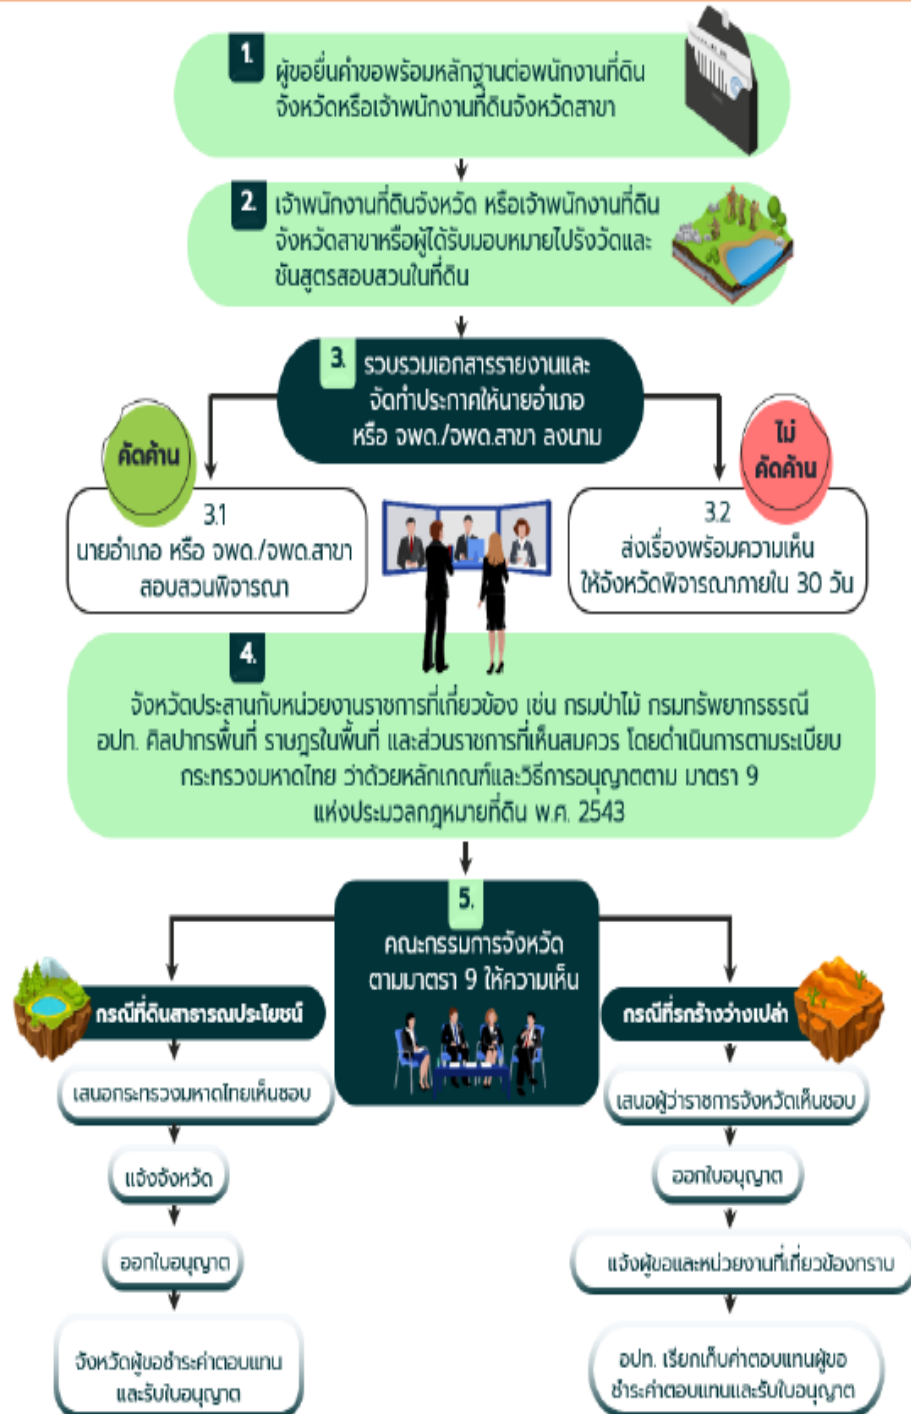 1.
ผู้ขอยื่นคำขอพร้อมหลักฐานต่อพนักงานที่ดิน
จังหวัดหรือเจ้าพนักงานที่ดินจังหวัดสาขา
2.
เจ้าพนักงานที่ดินจังหวัด หรือเจ้าพนักงานที่ดิน
จังหวัดสาขาหรือผู้ได้รับมอบหมายไปรังวัดและ
ชันสูตรสอบสวนในที่ดิน
3.
รวบรวมเอกสารรายงานและ
จัดทำประกาศให้นายอำเภอ
หรือ จพด./จพด.สาขา ลงนาม
คัดค้าน
3.1
นายอำเภอ หรือ จพด./จพด.สาขา
สอบสวนพิจารณา
ไม่
คัดค้าน
3.2
ส่งเรื่องพร้อมความเห็น
ให้จังหวัดพิจารณาภายใน 30 วัน
4.
จังหวัดประสานกับหน่วยงานราชการที่เกี่ยวข้อง เช่น กรมป่าไม้ กรมทรัพยากรธรณี
อปท. ศิลปากรพื้นที่ ราษฎรในพื้นที่ และส่วนราชการที่เห็นสมควร โดยดำเนินการตามระเบียบ
กระทรวงมหาดไทย ว่าด้วยหลักเกณฑ์และวิธีการอนุญาตตาม มาตรา 9
แห่งประมวลกฎหมายที่ดิน พ.ศ. 2543
5.
คณะกรรมการจังหวัด
ตามมาตรา 9 ให้ความเห็น
กรณีที่ดินสาธารณประโยชน์
เสนอกระทรวงมหาดไทยเห็นชอบ
แจ้งจังหวัด
ออกใบอนุญาต
จังหวัดผู้ขอชำระค่าตอบแทน
และรับใบอนุญาต
กรณีที่รกร้างว่างเปล่า
เสนอผู้ว่าราชการจังหวัดเห็นชอบ
ออกใบอนุญาต
แจ้งผู้ขอและหน่วยงานที่เกี่ยวข้องทราบ
อปท. เรียกเก็บค่าตอบแทนผู้ขอ
ชำระค่าตอบแทนและรับใบอนุญาต